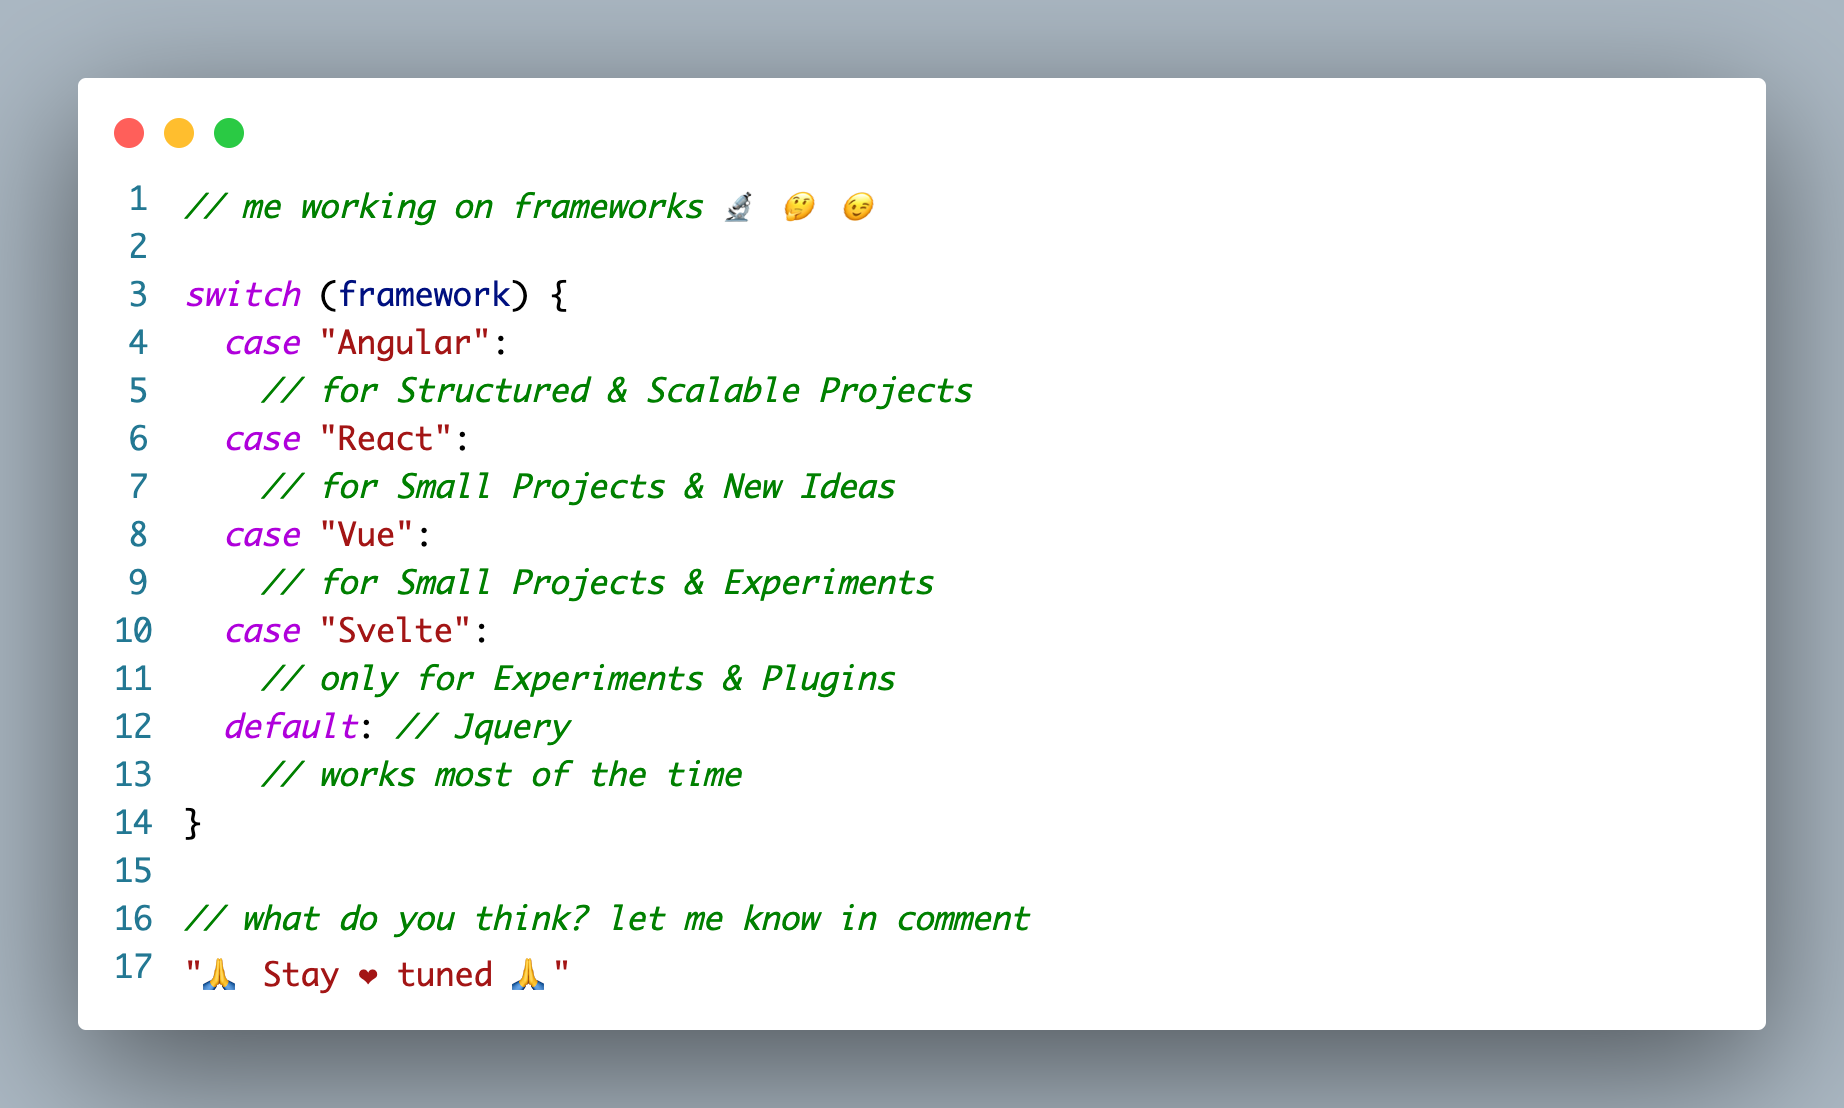 1 // me working on frameworks 🔬 🤔 😉
2
3 switch (framework) {
4   case "Angular":
5     // for Structured & Scalable Projects
6   case "React":
7     // for Small Projects & New Ideas
8   case "Vue":
9     // for Small Projects & Experiments
10   case "Svelte":
11     // only for Experiments & Plugins
12   default: // Jquery
13     // works most of the time
14 }
15
16 // what do you think? let me know in comment
17 "🙏 Stay ❤ tuned 🙏"